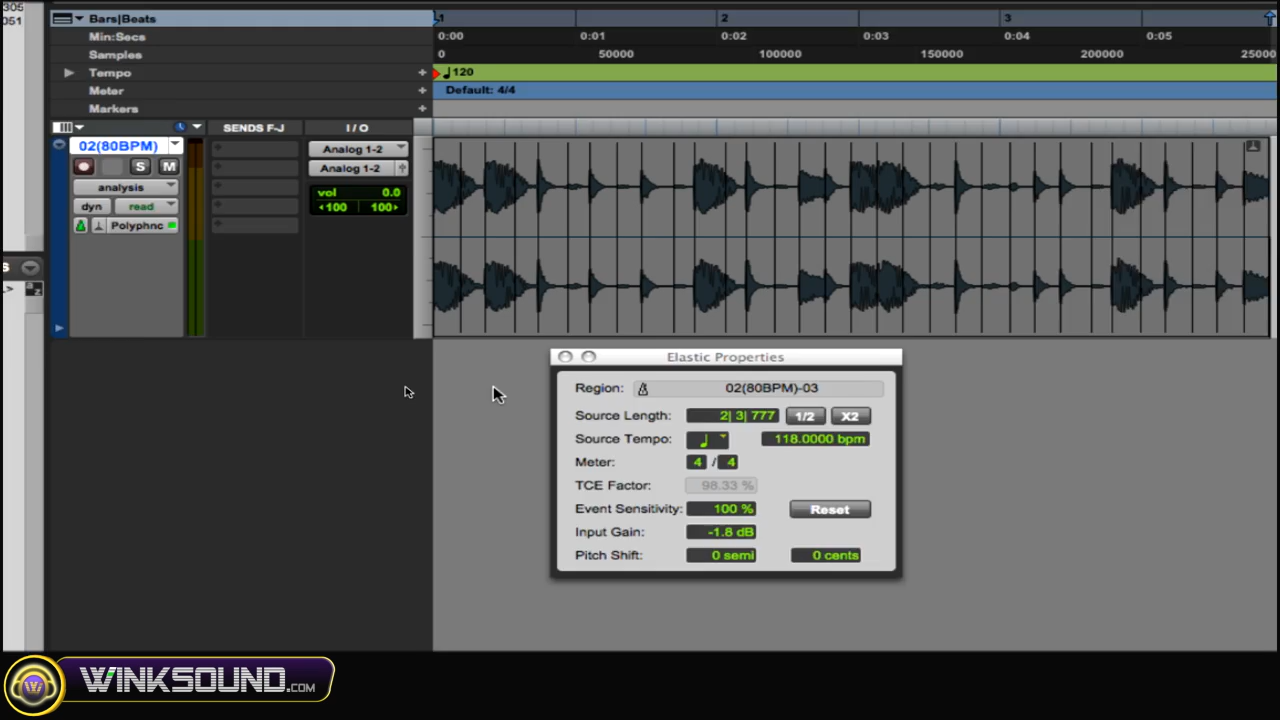 305
051
Bars|Beats
1 2 3
Min:Secs
0:00 0:01 0:02 0:03 0:04 0:05
Samples
0 50000 100000 150000 200000 25000
Tempo +
120
Meter +
Default: 4/4
Markers +
SENDS F-J I/O
02(80BPM)
S M
analysis
dyn read
Polyphnc
Analog 1-2
Analog 1-2
vol 0.0
100 100
S
a
z
Elastic Properties
Region: 02(80BPM)-03
Source Length: 2| 3| 777 1/2 X2
Source Tempo: 118.0000 bpm
Meter: 4 / 4
TCE Factor: 98.33 %
Event Sensitivity: 100 % Reset
Input Gain: -1.8 dB
Pitch Shift: 0 semi 0 cents
WINKSOUND.COM